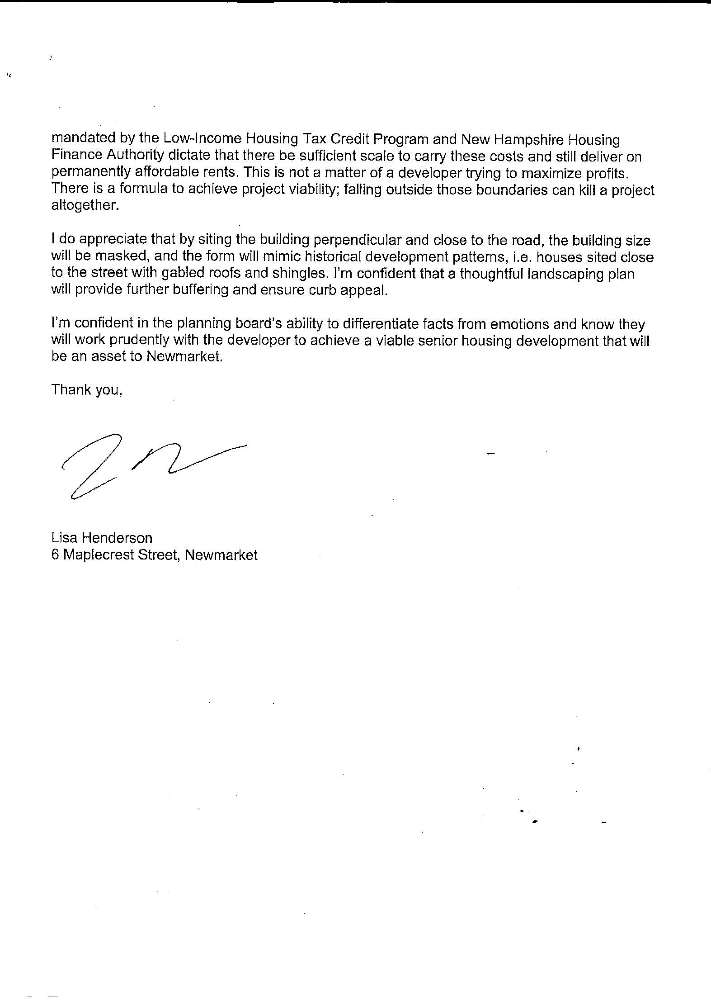 mandated by the Low-Income Housing Tax Credit Program and New Hampshire Housing
Finance Authority dictate that there be sufficient scale to carry these costs and still deliver on
permanently affordable rents. This is not a matter of a developer trying to maximize profits.
There is a formula to achieve project viability; falling outside those boundaries can kill a project
altogether.
I do appreciate that by siting the building perpendicular and close to the road, the building size
will be masked, and the form will mimic historical development patterns, i.e. houses sited close
to the street with gabled roofs and shingles. I'm confident that a thoughtful landscaping plan
will provide further buffering and ensure curb appeal.
I'm confident in the planning board's ability to differentiate facts from emotions and know they
will work prudently with the developer to achieve a viable senior housing development that will
be an asset to Newmarket.
Thank you,
Lisa Henderson
6 Maplecrest Street, Newmarket